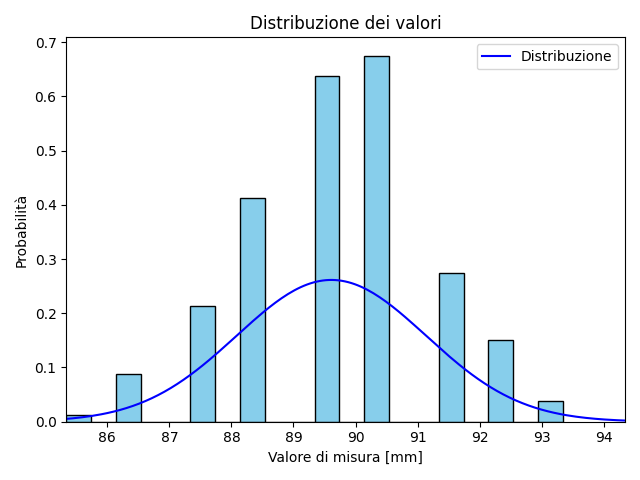 Distribuzione dei valori
Distribuzione
0.7
0.6
0.5
0.4
0.3
0.2
0.1
0.0
Probabilità
86 87 88 89 90 91 92 93 94
Valore di misura [mm]